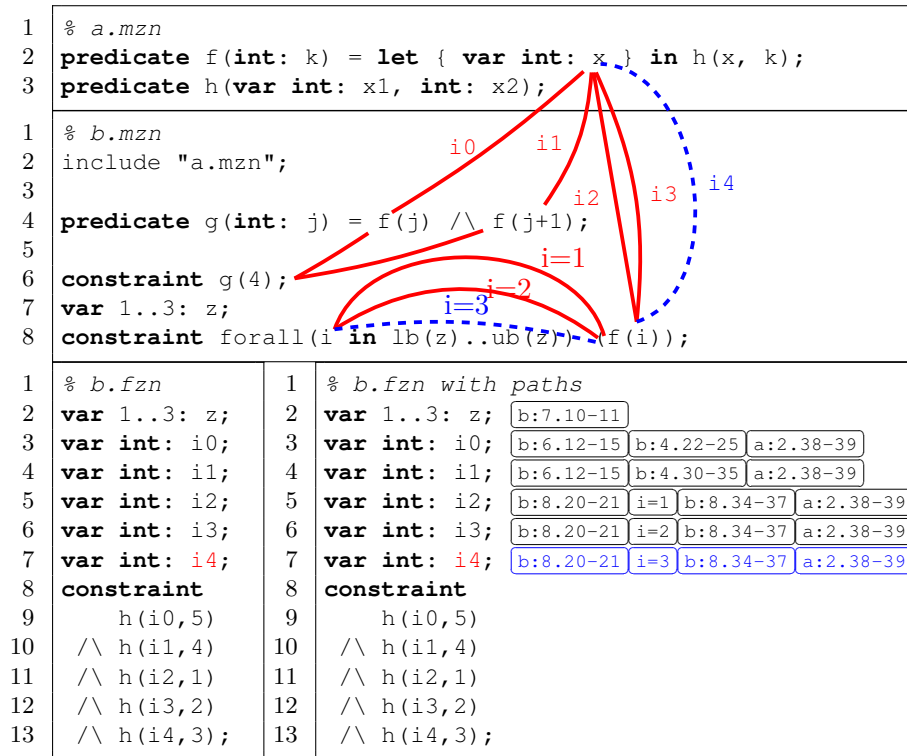 1 % a.mzn
2 predicate f(int: k) = let { var int: x } in h(x, k);
3 predicate h(var int: x1, int: x2);
1 % b.mzn
2 include "a.mzn";
3
4 predicate g(int: j) = f(j) /\ f(j+1);
5
6 constraint g(4);
7 var 1..3: z;
8 constraint forall(i in lb(z)..ub(z)) (f(i));
i0
i1
i2
i3
i4
i=1
i=2
i=3
1 % b.fzn
2 var 1..3: z;
3 var int: i0;
4 var int: i1;
5 var int: i2;
6 var int: i3;
7 var int: i4;
8 constraint
9 h(i0,5)
10 /\ h(i1,4)
11 /\ h(i2,1)
12 /\ h(i3,2)
13 /\ h(i4,3);
1 % b.fzn with paths
2 var 1..3: z; b:7.10-11
3 var int: i0; b:6.12-15 b:4.22-25 a:2.38-39
4 var int: i1; b:6.12-15 b:4.30-35 a:2.38-39
5 var int: i2; b:8.20-21 i=1 b:8.34-37 a:2.38-39
6 var int: i3; b:8.20-21 i=2 b:8.34-37 a:2.38-39
7 var int: i4; b:8.20-21 i=3 b:8.34-37 a:2.38-39
8 constraint
9 h(i0,5)
10 /\ h(i1,4)
11 /\ h(i2,1)
12 /\ h(i3,2)
13 /\ h(i4,3);